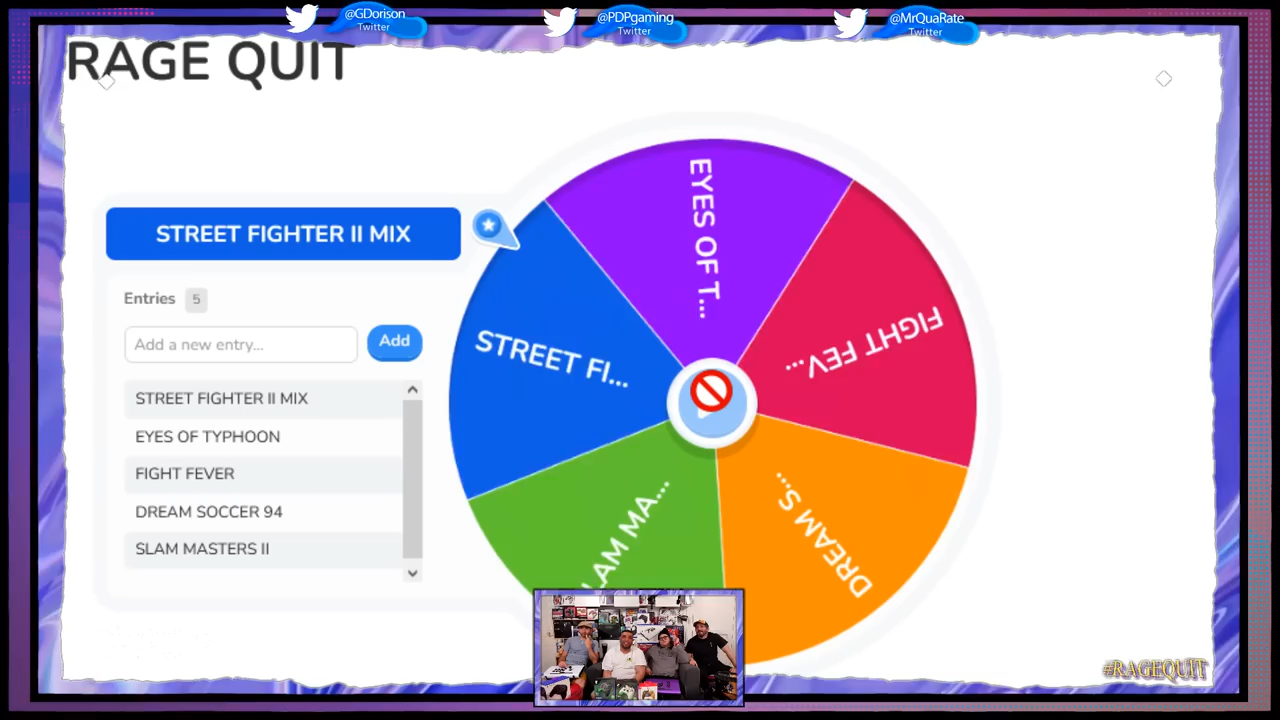 @GDorison
Twitter
@PDPgaming
Twitter
@MrQuaRate
Twitter
RAGE QUIT
STREET FIGHTER II MIX
Entries 5
Add a new entry...
Add
STREET FIGHTER II MIX
EYES OF TYPHOON
FIGHT FEVER
DREAM SOCCER 94
SLAM MASTERS II
EYES OF T...
FIGHT FEV...
STREET FI...
DREAM S...
LAM MA...
#RAGEQUIT